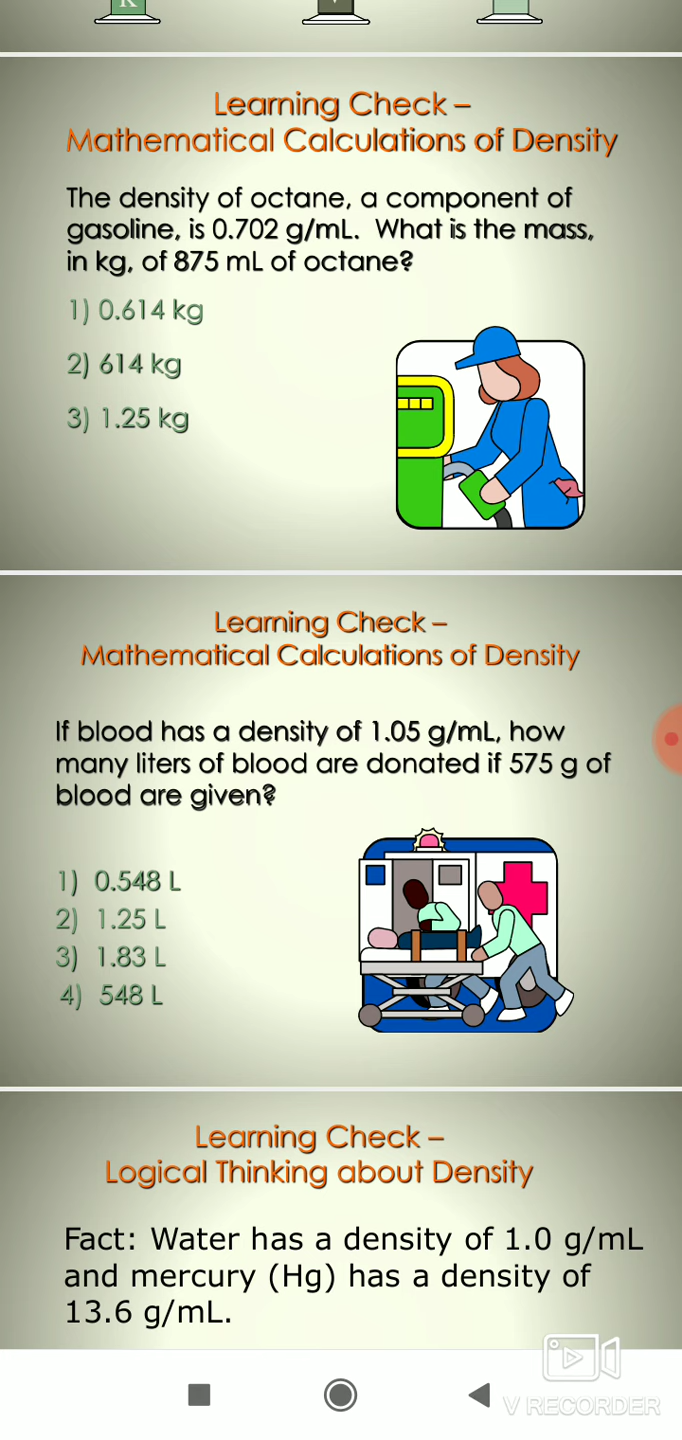 K
Learning Check –
Mathematical Calculations of Density
The density of octane, a component of
gasoline, is 0.702 g/mL. What is the mass,
in kg, of 875 mL of octane?
1) 0.614 kg
2) 614 kg
3) 1.25 kg
Learning Check –
Mathematical Calculations of Density
If blood has a density of 1.05 g/mL, how
many liters of blood are donated if 575 g of
blood are given?
1) 0.548 L
2) 1.25 L
3) 1.83 L
4) 548 L
Learning Check –
Logical Thinking about Density
Fact: Water has a density of 1.0 g/mL
and mercury (Hg) has a density of
13.6 g/mL.
V RECORDER